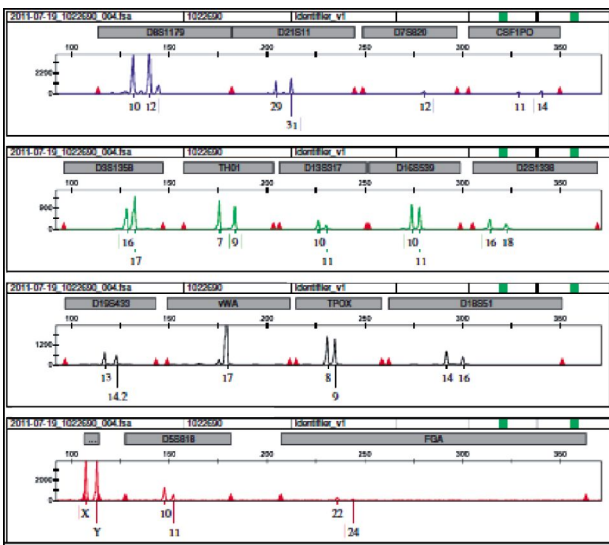 2011-07-19_1022690_004.fsa 1022690 Identifiler_v1
D8S1179 D21S11 D7S820 CSF1PO
100 150 200 250 300 350
2200
0
10 12 29 31 12 11 14
2011-07-19_1022690_004.fsa 1022690 Identifiler_v1
D3S1358 TH01 D13S317 D16S539 D2S1338
100 150 200 250 300 350
900
0
16 7 9 10 10 16 18
17 11 11
2011-07-19_1022690_004.fsa 1022690 Identifiler_v1
D19S433 vWA TPOX D18S51
100 150 200 250 300 350
1200
0
13 17 8 14 16
14.2 9
2011-07-19_1022690_004.fsa 1022690 Identifiler_v1
... D5S818 FGA
100 150 200 250 300 350
2000
0
X 10 22
Y 11 24